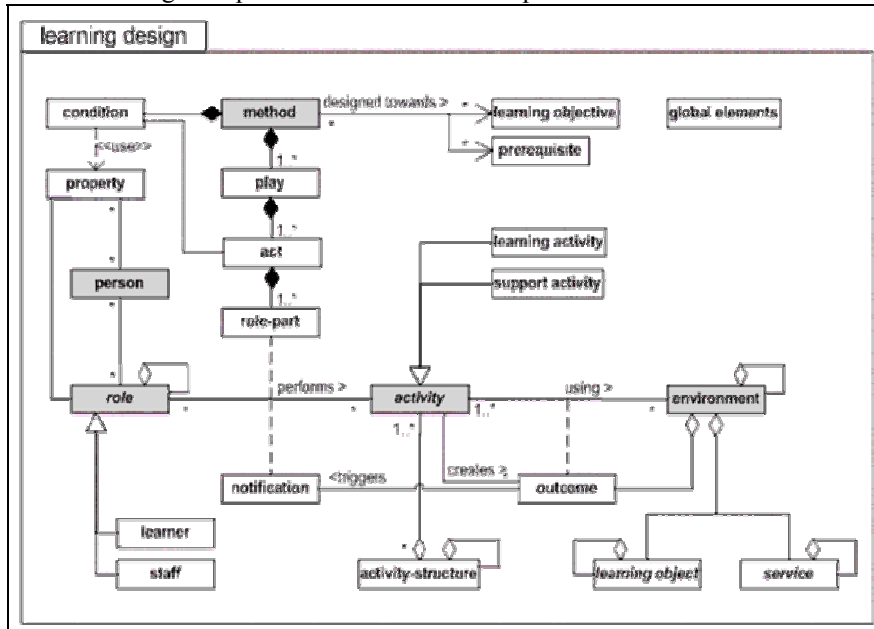 learning design
condition
method
designed towards >
*
*
learning objective
global elements
<<use>>
*
prerequisite
1..*
property
play
*
1..*
act
learning activity
*
support activity
person
1..*
*
role-part
*
performs >
using >
role
*
*
activity
1..*
*
environment
1..*
notification
<triggers
creates >
outcome
learner
*
staff
activity-structure
learning object
service